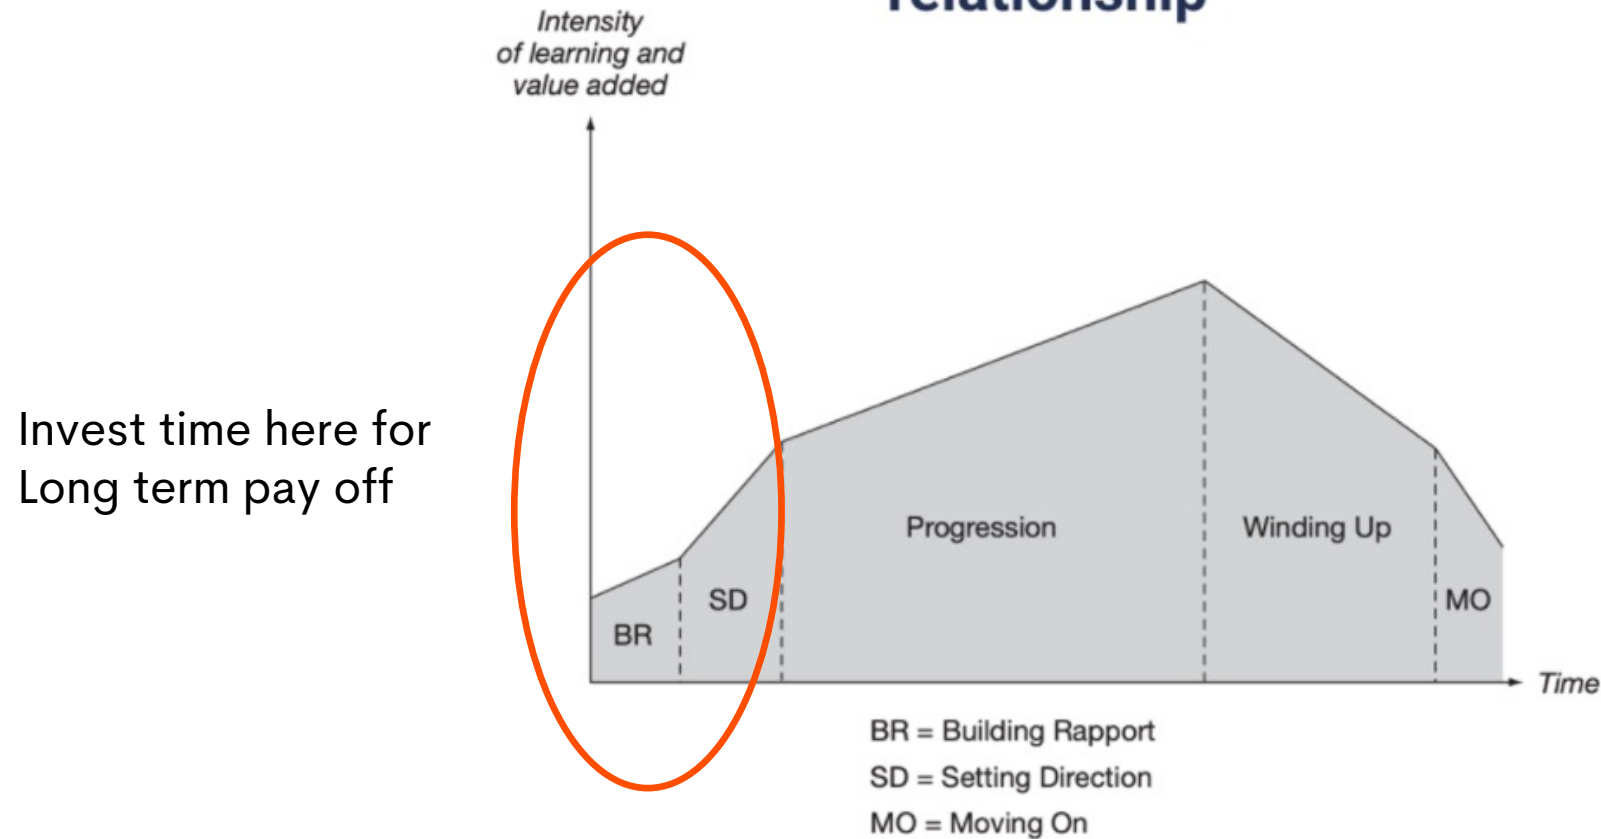 relationship
Intensity
of learning and
value added
Invest time here for
Long term pay off
Progression
Winding Up
SD
MO
BR
Time
BR = Building Rapport
SD = Setting Direction
MO = Moving On